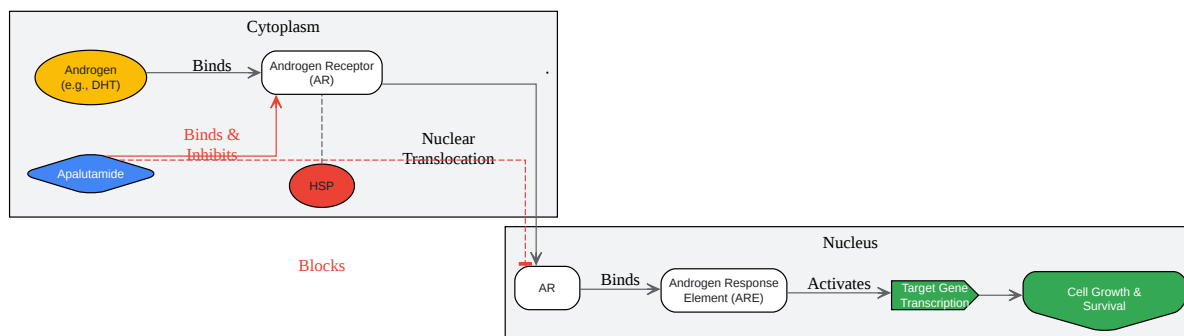 Cytoplasm
Androgen
(e.g., DHT)
Binds
Androgen Receptor
(AR)
Binds &
Inhibits
Nuclear
Translocation
Apalutamide
HSP
Nucleus
Blocks
AR
Binds
Androgen Response
Element (ARE)
Activates
Target Gene
Transcription
Cell Growth &
Survival